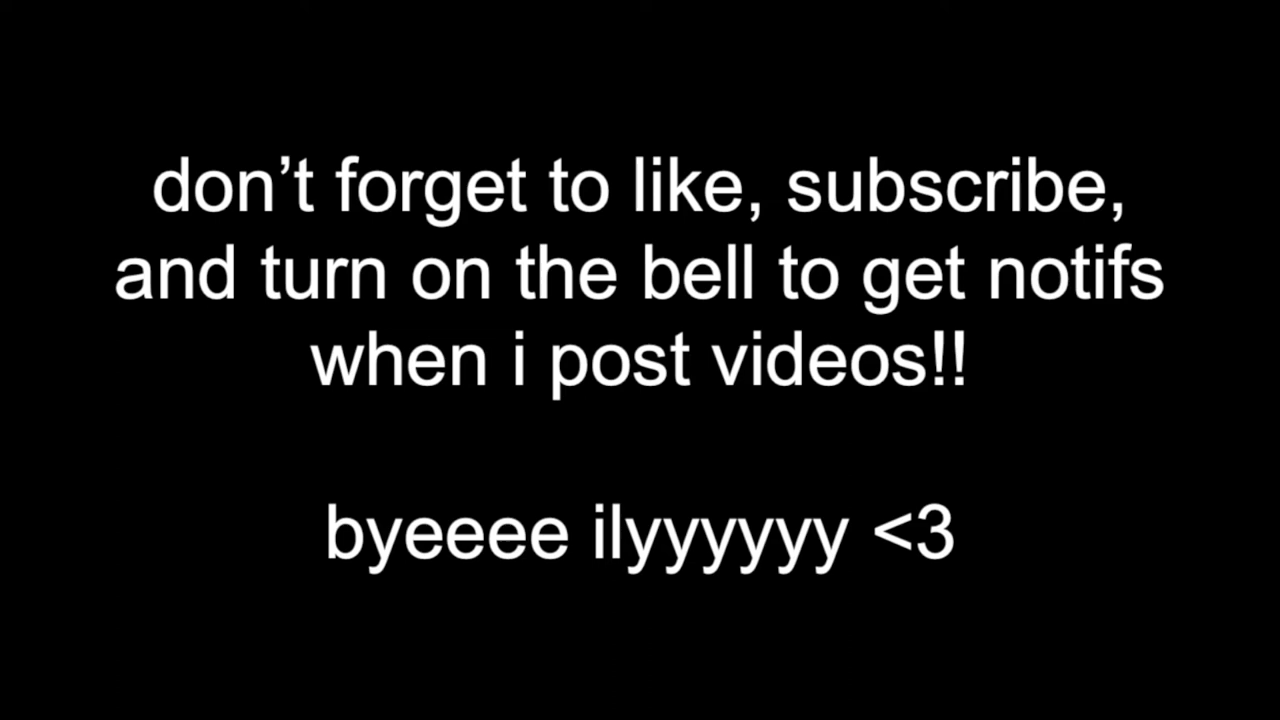 don’t forget to like, subscribe,
and turn on the bell to get notifs
when i post videos!!
byeeee ilyyyyyy <3